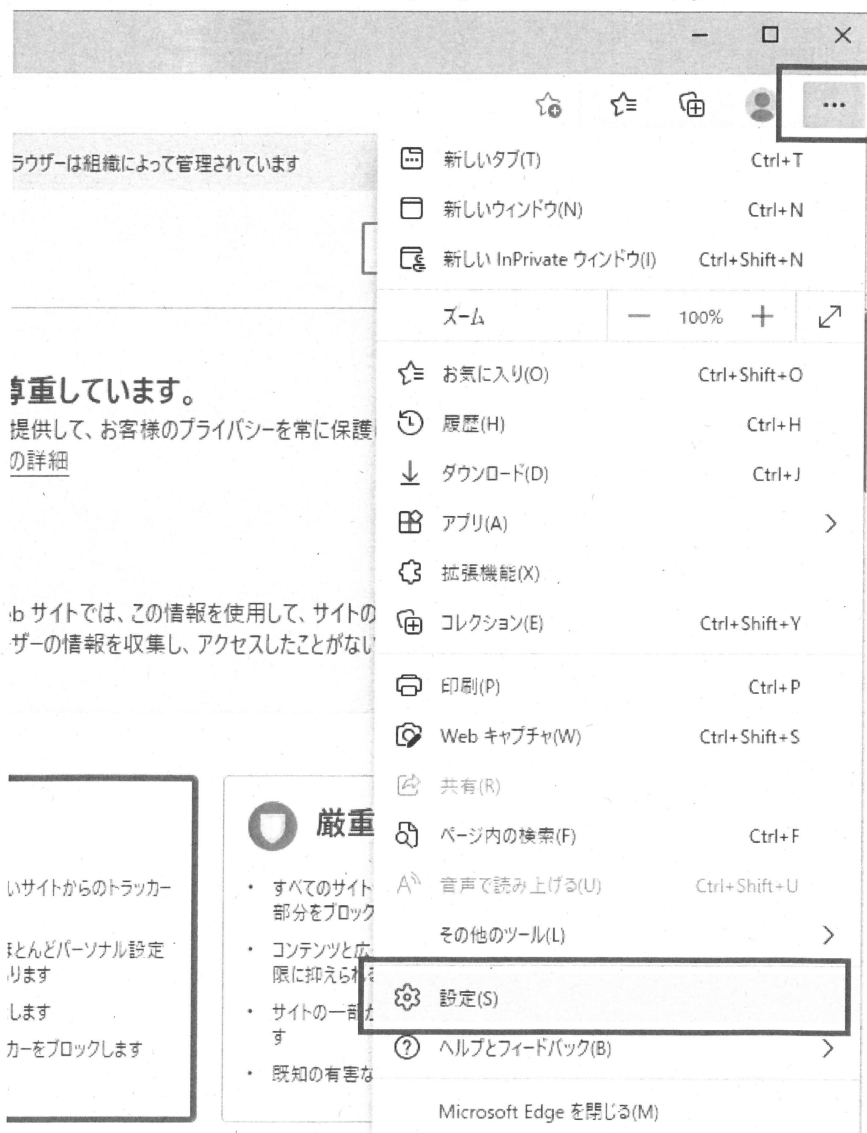 ラウザーは組織によって管理されています
尊重しています。
提供して、お客様のプライバシーを常に保護
の詳細
b サイトでは、この情報を使用して、サイトの
ザーの情報を収集し、アクセスしたことがない
いサイトからのトラッカー
ほとんどパーソナル設定
ります
します
カーをブロックします
厳重
・ すべてのサイト
部分をブロック
・ コンテンツと広
限に抑えられる
・ サイトの一部が
す
・ 既知の有害な
新しいタブ(T) Ctrl+T
新しいウィンドウ(N) Ctrl+N
新しい InPrivate ウィンドウ(I) Ctrl+Shift+N
ズーム — 100% +
お気に入り(O) Ctrl+Shift+O
履歴(H) Ctrl+H
ダウンロード(D) Ctrl+J
アプリ(A)
拡張機能(X)
コレクション(E) Ctrl+Shift+Y
印刷(P) Ctrl+P
Web キャプチャ(W) Ctrl+Shift+S
共有(R)
ページ内の検索(F) Ctrl+F
音声で読み上げる(U) Ctrl+Shift+U
その他のツール(L)
設定(S)
ヘルプとフィードバック(B)
Microsoft Edge を閉じる(M)